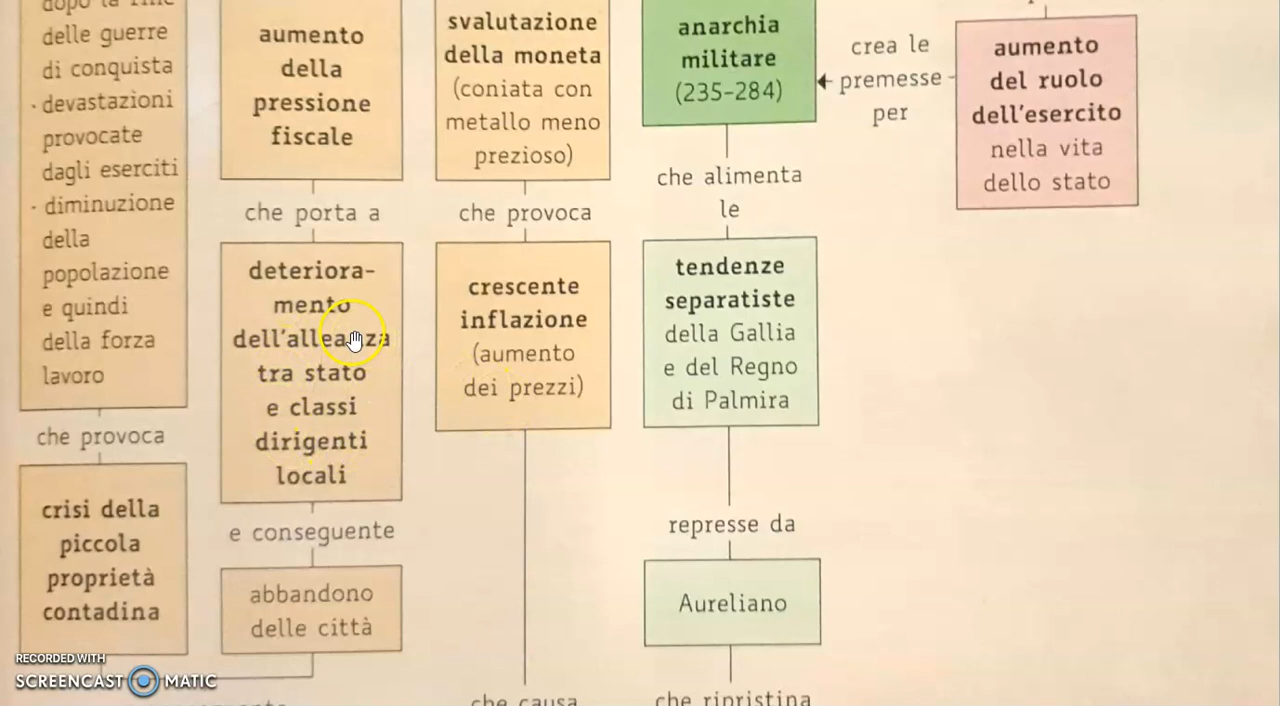 delle guerre
di conquista
· devastazioni
provocate
dagli eserciti
· diminuzione
della
popolazione
e quindi
della forza
lavoro
che provoca
crisi della
piccola
proprietà
contadina
aumento
della
pressione
fiscale
che porta a
deteriora-
mento
dell'alleanza
tra stato
e classi
dirigenti
locali
e conseguente
abbandono
delle città
svalutazione
della moneta
(coniata con
metallo meno
prezioso)
che provoca
crescente
inflazione
(aumento
dei prezzi)
che causa
anarchia
militare
(235-284)
che alimenta
le
tendenze
separatiste
della Gallia
e del Regno
di Palmira
represse da
Aureliano
che ripristina
crea le
premesse
per
aumento
del ruolo
dell'esercito
nella vita
dello stato
RECORDED WITH
SCREENCAST MATIC